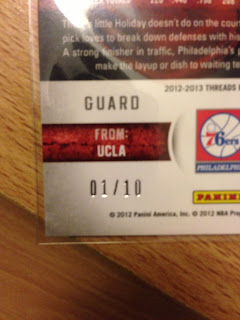 There's little Holiday doesn't do on the cour
pick loves to break down defenses with his
A strong finisher in traffic, Philadelphia's p
make the layup or dish to waiting te
2012-2013 THREADS
GUARD
FROM:
UCLA
76ers
PHILADELPHIA
01/10
PANINI
© 2012 Panini America, Inc. © 2012 NBA Prop